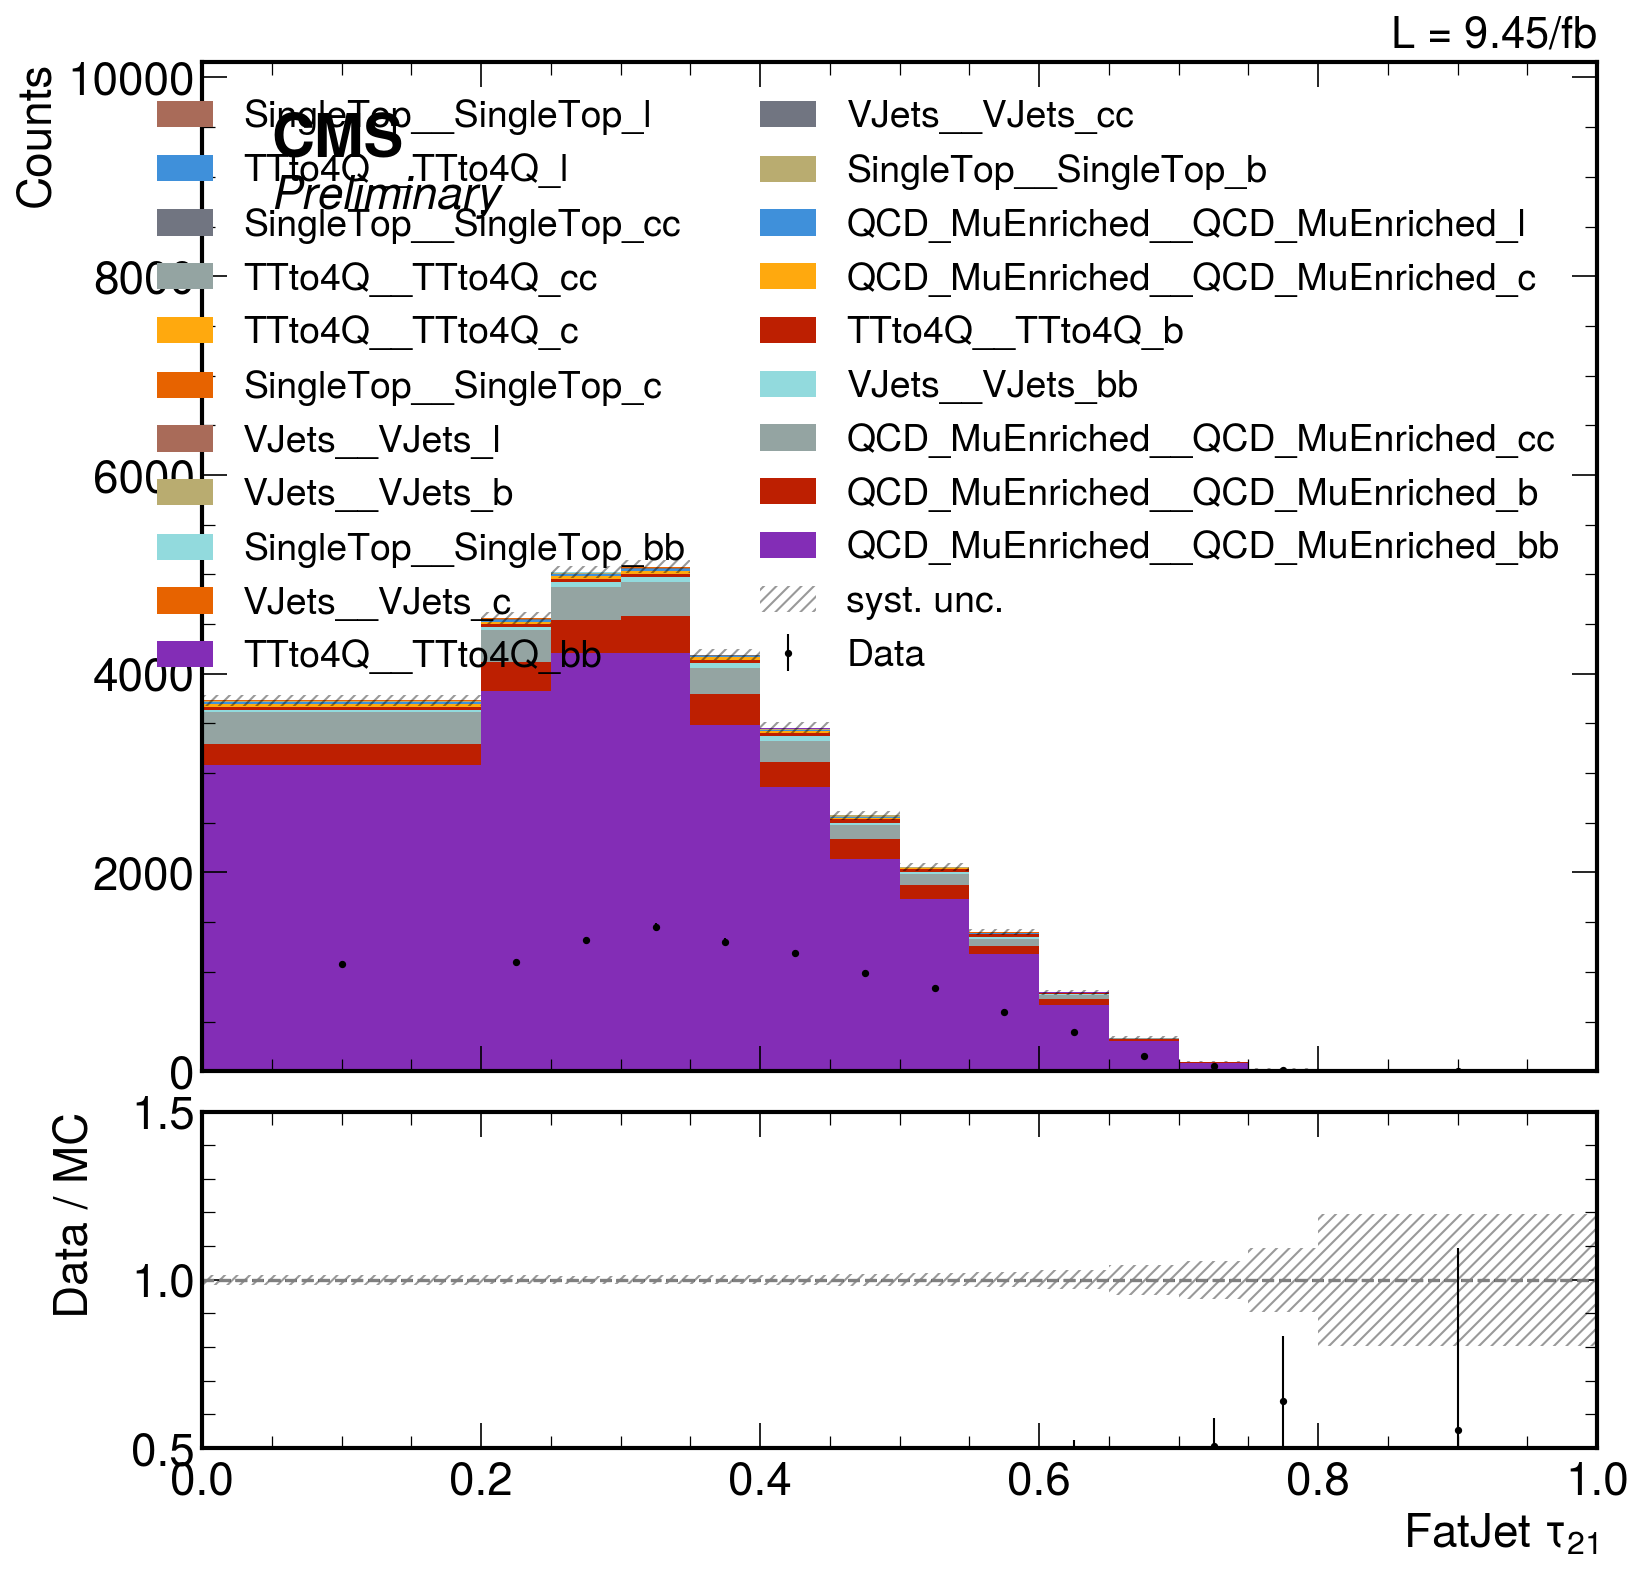 L = 9.45/fb
Counts
10000
8000
6000
4000
2000
0
CMS
Preliminary
SingleTop__SingleTop_l
TTto4Q__TTto4Q_l
SingleTop__SingleTop_cc
TTto4Q__TTto4Q_cc
TTto4Q__TTto4Q_c
SingleTop__SingleTop_c
VJets__VJets_l
VJets__VJets_b
SingleTop__SingleTop_bb
VJets__VJets_c
TTto4Q__TTto4Q_bb
VJets__VJets_cc
SingleTop__SingleTop_b
QCD_MuEnriched__QCD_MuEnriched_l
QCD_MuEnriched__QCD_MuEnriched_c
TTto4Q__TTto4Q_b
VJets__VJets_bb
QCD_MuEnriched__QCD_MuEnriched_cc
QCD_MuEnriched__QCD_MuEnriched_b
QCD_MuEnriched__QCD_MuEnriched_bb
syst. unc.
Data
Data / MC
1.5
1.0
0.5
0.0 0.2 0.4 0.6 0.8 1.0
FatJet τ21